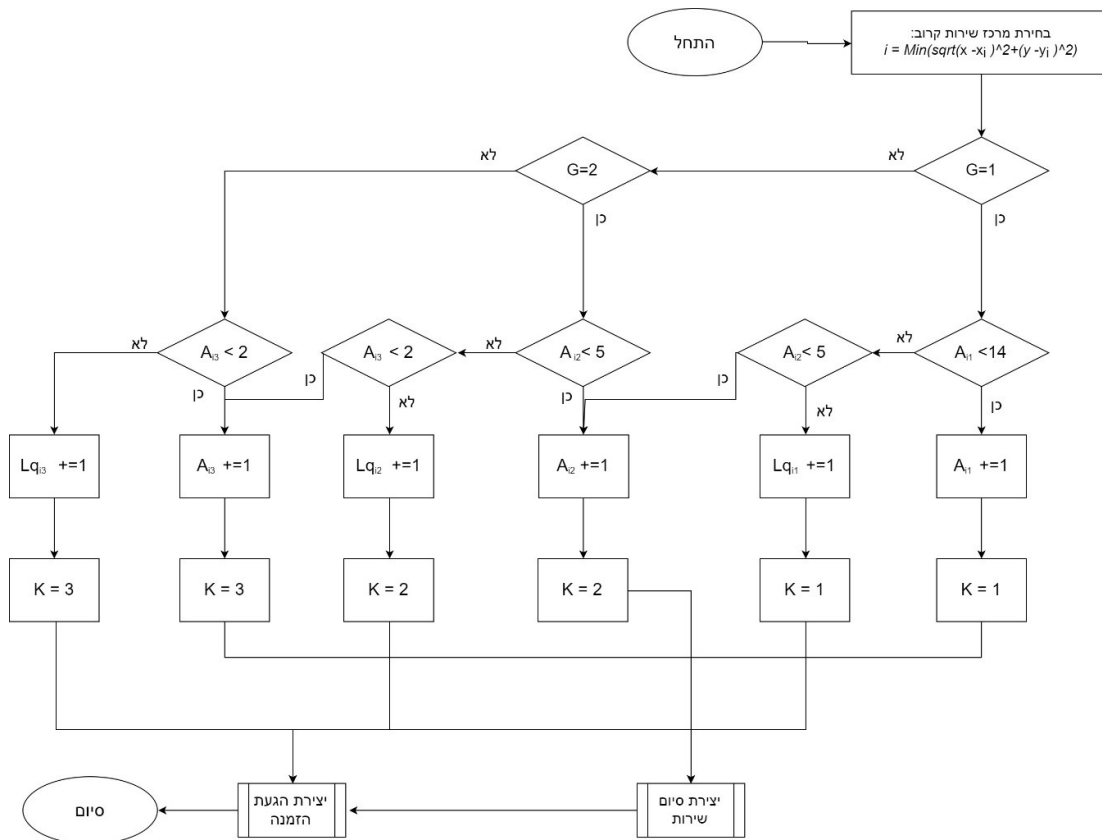 התחל
בחירת מרכז שירות קרוב:
i = Min(sqrt(x -xᵢ )^2+(y -yᵢ )^2)
G=1
לא
כן
G=2
לא
כן
Aᵢ₁ <14
לא
כן
Aᵢ₂< 5
כן
לא
Aᵢ₂< 5
לא
כן
Aᵢ₃ < 2
כן
לא
Aᵢ₃ < 2
לא
כן
Aᵢ₁ +=1
Lqᵢ₁ +=1
Aᵢ₂ +=1
Lqᵢ₂ +=1
Aᵢ₃ +=1
Lqᵢ₃ +=1
K = 1
K = 1
K = 2
K = 2
K = 3
K = 3
יצירת סיום
שירות
יצירת הגעת
הזמנה
סיום